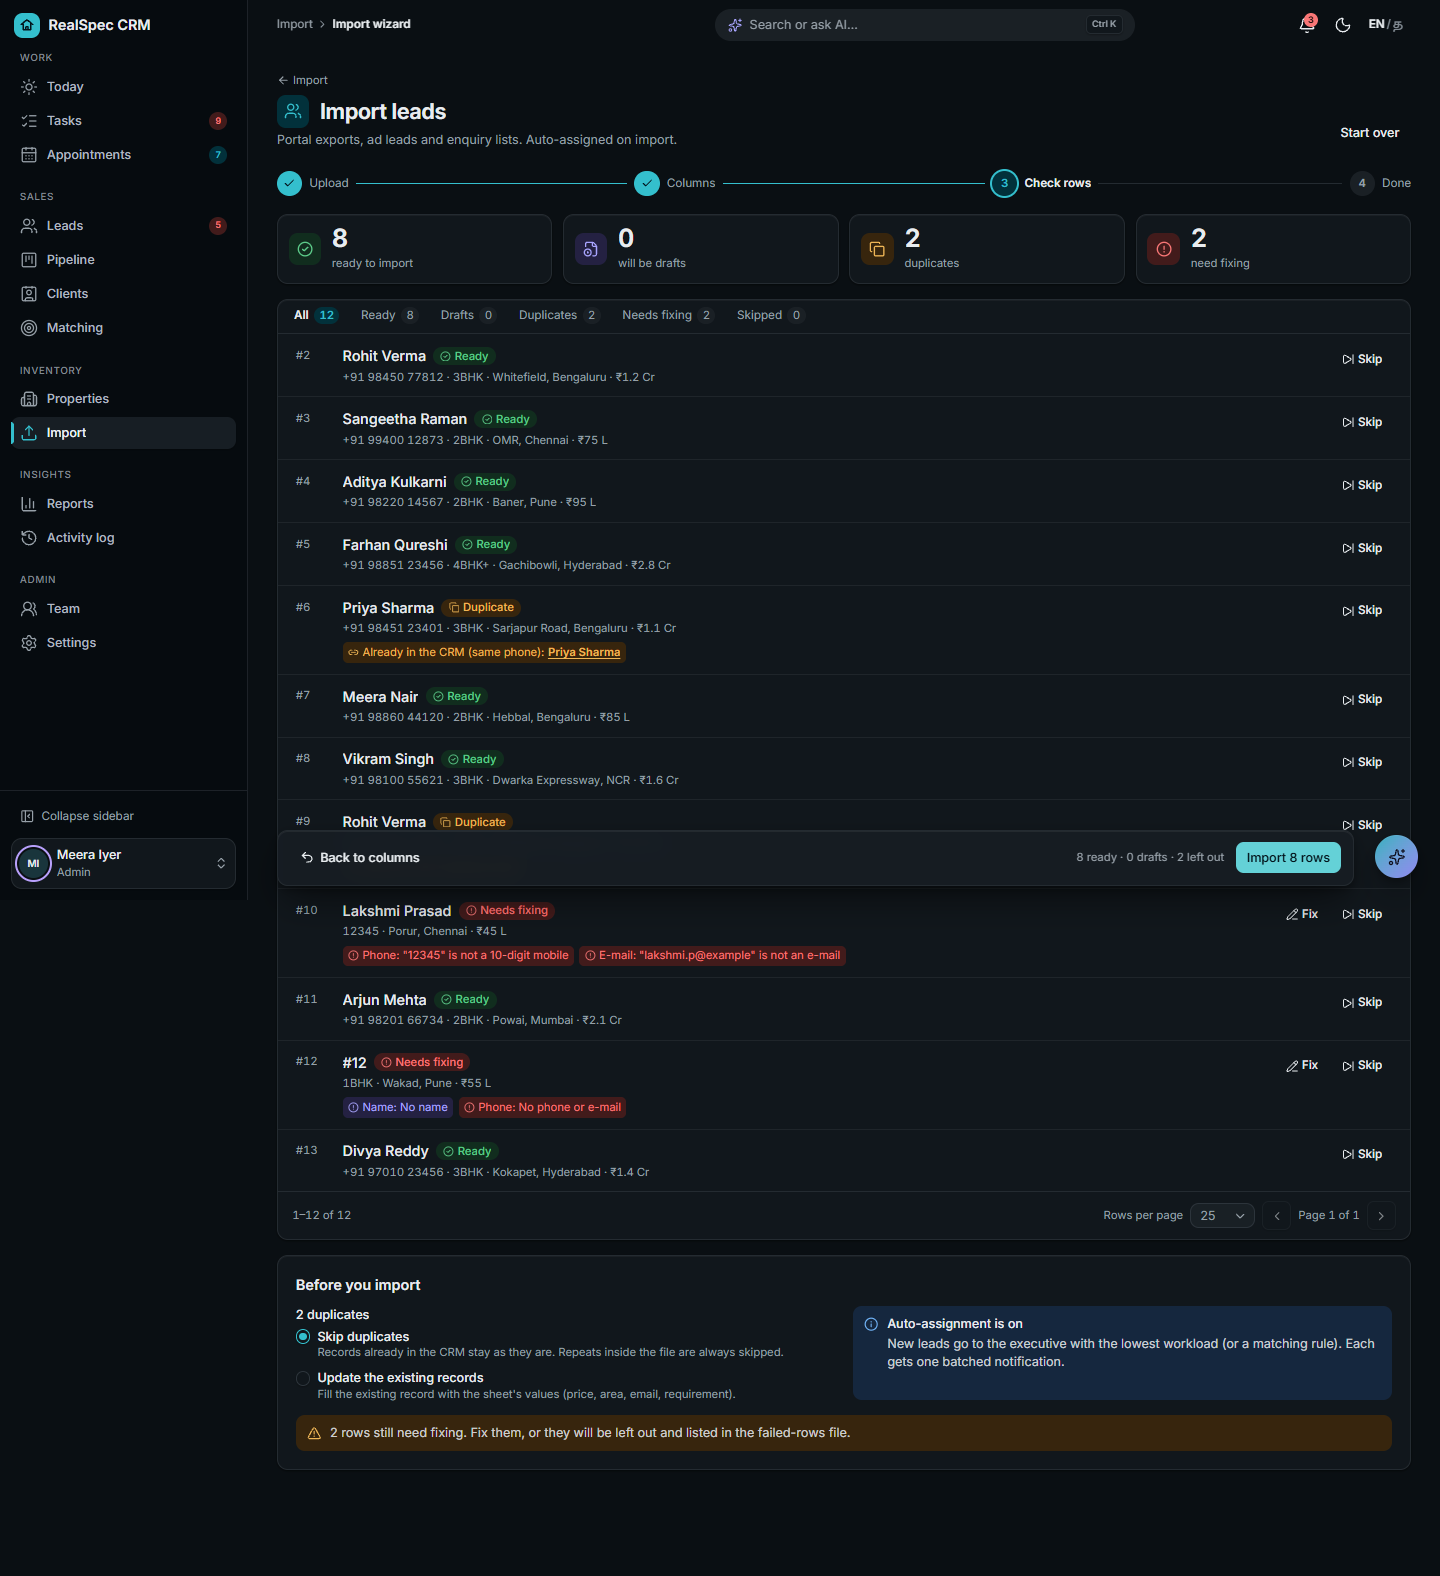 RealSpec CRM
WORK
Today
Tasks 9
Appointments 7
SALES
Leads 5
Pipeline
Clients
Matching
INVENTORY
Properties
Import
INSIGHTS
Reports
Activity log
ADMIN
Team
Settings
Collapse sidebar
MI
Meera Iyer
Admin
Import > Import wizard
Search or ask AI... Ctrl K
3
EN / த
← Import
Import leads
Portal exports, ad leads and enquiry lists. Auto-assigned on import.
Start over
Upload
Columns
3 Check rows
4 Done
8
ready to import
0
will be drafts
2
duplicates
2
need fixing
All 12 Ready 8 Drafts 0 Duplicates 2 Needs fixing 2 Skipped 0
#2 Rohit Verma Ready Skip
+91 98450 77812 · 3BHK · Whitefield, Bengaluru · ₹1.2 Cr
#3 Sangeetha Raman Ready Skip
+91 99400 12873 · 2BHK · OMR, Chennai · ₹75 L
#4 Aditya Kulkarni Ready Skip
+91 98220 14567 · 2BHK · Baner, Pune · ₹95 L
#5 Farhan Qureshi Ready Skip
+91 98851 23456 · 4BHK+ · Gachibowli, Hyderabad · ₹2.8 Cr
#6 Priya Sharma Duplicate Skip
+91 98451 23401 · 3BHK · Sarjapur Road, Bengaluru · ₹1.1 Cr
Already in the CRM (same phone): Priya Sharma
#7 Meera Nair Ready Skip
+91 98860 44120 · 2BHK · Hebbal, Bengaluru · ₹85 L
#8 Vikram Singh Ready Skip
+91 98100 55621 · 3BHK · Dwarka Expressway, NCR · ₹1.6 Cr
#9 Rohit Verma Duplicate Skip
Back to columns
8 ready · 0 drafts · 2 left out
Import 8 rows
#10 Lakshmi Prasad Needs fixing Fix Skip
12345 · Porur, Chennai · ₹45 L
Phone: "12345" is not a 10-digit mobile E-mail: "lakshmi.p@example" is not an e-mail
#11 Arjun Mehta Ready Skip
+91 98201 66734 · 2BHK · Powai, Mumbai · ₹2.1 Cr
#12 #12 Needs fixing Fix Skip
1BHK · Wakad, Pune · ₹55 L
Name: No name Phone: No phone or e-mail
#13 Divya Reddy Ready Skip
+91 97010 23456 · 3BHK · Kokapet, Hyderabad · ₹1.4 Cr
1–12 of 12
Rows per page 25 Page 1 of 1
Before you import
2 duplicates
Skip duplicates
Records already in the CRM stay as they are. Repeats inside the file are always skipped.
Update the existing records
Fill the existing record with the sheet's values (price, area, email, requirement).
Auto-assignment is on
New leads go to the executive with the lowest workload (or a matching rule). Each
gets one batched notification.
2 rows still need fixing. Fix them, or they will be left out and listed in the failed-rows file.